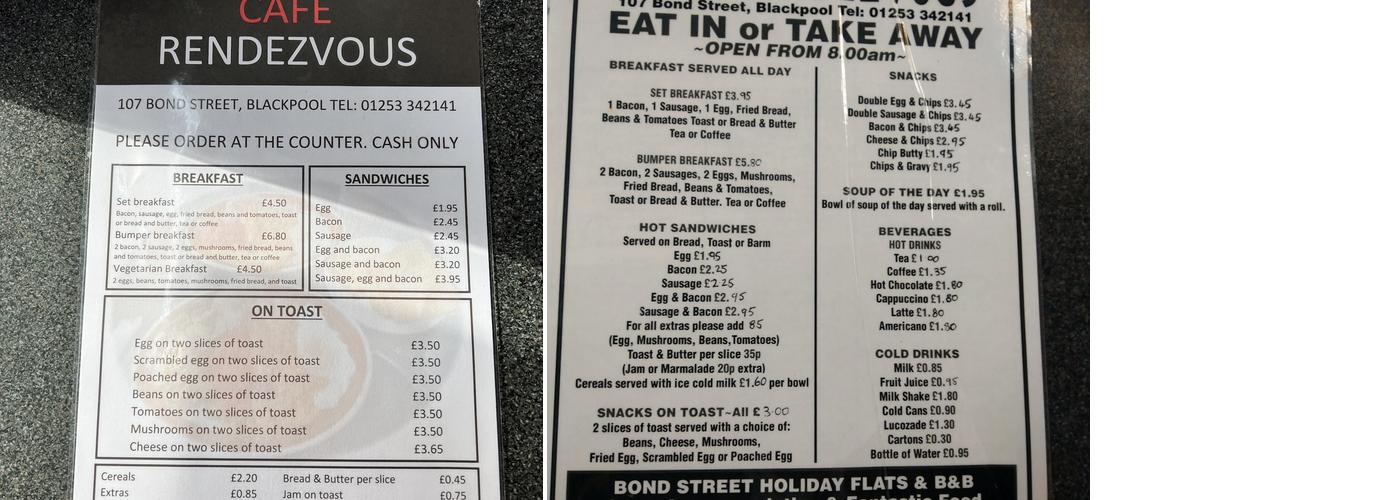 CAFE
RENDEZVOUS
107 BOND STREET, BLACKPOOL TEL: 01253 342141
PLEASE ORDER AT THE COUNTER. CASH ONLY
BREAKFAST
Set breakfast £4.50
Bacon, sausage, egg, fried bread, beans and tomatoes, toast
or bread and butter, tea or coffee
Bumper breakfast £6.80
2 bacon, 2 sausage, 2 eggs, mushrooms, fried bread, beans
and tomatoes, toast or bread and butter, tea or coffee
Vegetarian Breakfast £4.50
2 eggs, beans, tomatoes, mushrooms, fried bread, and toast
SANDWICHES
Egg £1.95
Bacon £2.45
Sausage £2.45
Egg and bacon £3.20
Sausage and bacon £3.20
Sausage, egg and bacon £3.95
ON TOAST
Egg on two slices of toast £3.50
Scrambled egg on two slices of toast £3.50
Poached egg on two slices of toast £3.50
Beans on two slices of toast £3.50
Tomatoes on two slices of toast £3.50
Mushrooms on two slices of toast £3.50
Cheese on two slices of toast £3.65
Cereals £2.20 Bread & Butter per slice £0.45
Extras £0.85 Jam on toast £0.75
107 Bond Street, Blackpool Tel: 01253 342141
EAT IN or TAKE AWAY
~OPEN FROM 8.00am~
BREAKFAST SERVED ALL DAY
SET BREAKFAST £3.95
1 Bacon, 1 Sausage, 1 Egg, Fried Bread,
Beans & Tomatoes Toast or Bread & Butter
Tea or Coffee
BUMPER BREAKFAST £5.80
2 Bacon, 2 Sausages, 2 Eggs, Mushrooms,
Fried Bread, Beans & Tomatoes,
Toast or Bread & Butter. Tea or Coffee
HOT SANDWICHES
Served on Bread, Toast or Barm
Egg £1.95
Bacon £2.25
Sausage £2.25
Egg & Bacon £2.95
Sausage & Bacon £2.95
For all extras please add 85
(Egg, Mushrooms, Beans,Tomatoes)
Toast & Butter per slice 35p
(Jam or Marmalade 20p extra)
Cereals served with ice cold milk £1.60 per bowl
SNACKS ON TOAST~All £3.00
2 slices of toast served with a choice of:
Beans, Cheese, Mushrooms,
Fried Egg, Scrambled Egg or Poached Egg
SNACKS
Double Egg & Chips £3.45
Double Sausage & Chips £3.45
Bacon & Chips £3.45
Cheese & Chips £2.95
Chip Butty £1.95
Chips & Gravy £1.95
SOUP OF THE DAY £1.95
Bowl of soup of the day served with a roll.
BEVERAGES
HOT DRINKS
Tea £1 00
Coffee £1.35
Hot Chocolate £1.80
Cappuccino £1.80
Latte £1.80
Americano £1.50
COLD DRINKS
Milk £0.85
Fruit Juice £0.95
Milk Shake £1.80
Cold Cans £0.90
Lucozade £1.30
Cartons £0.30
Bottle of Water £0.95
BOND STREET HOLIDAY FLATS & B&B
& Fantastic Food